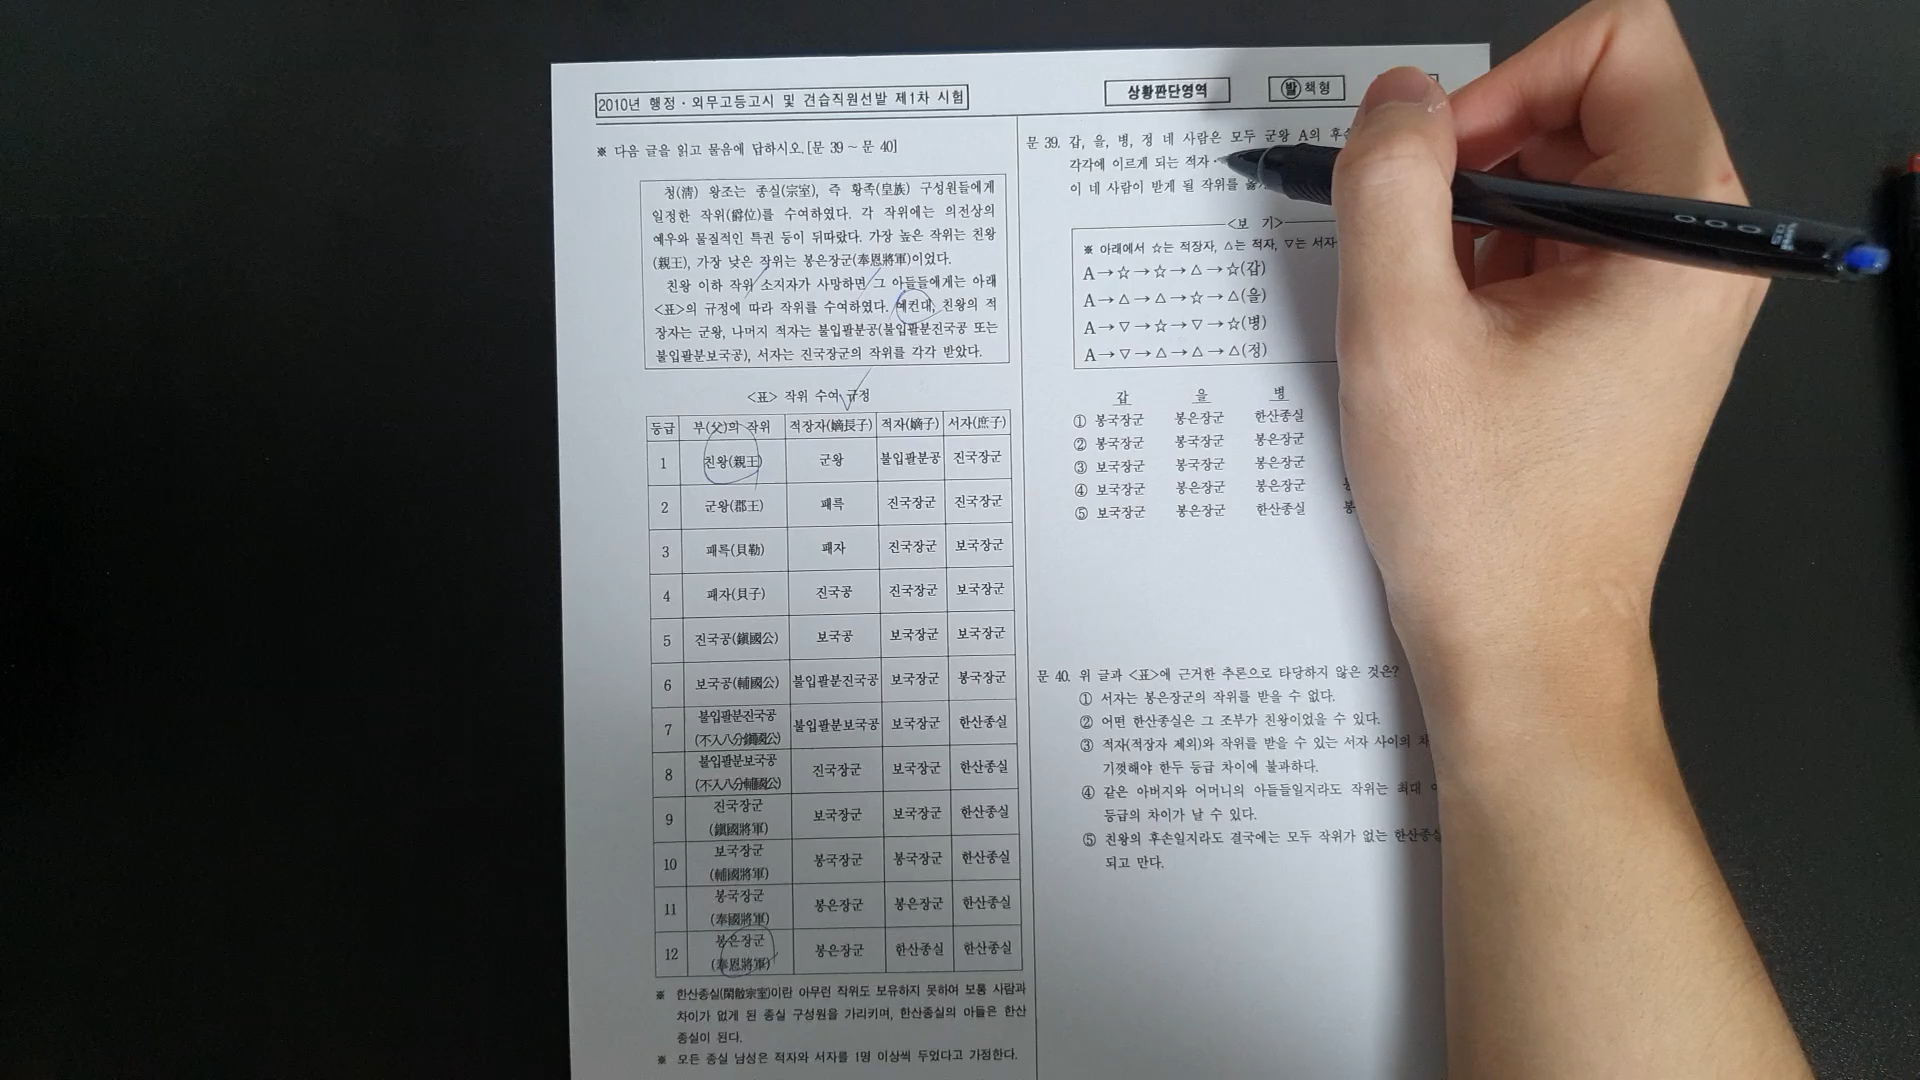 2010년 행정·외무고등고시 및 견습직원선발 제1차 시험
상황판단영역
발 책형
※ 다음 글을 읽고 물음에 답하시오. [문 39 ~ 문 40]
청(淸) 왕조는 종실(宗室), 즉 황족(皇族) 구성원들에게
일정한 작위(爵位)를 수여하였다. 각 작위에는 의전상의
예우와 물질적인 특권 등이 뒤따랐다. 가장 높은 작위는 친왕
(親王), 가장 낮은 작위는 봉은장군(奉恩將軍)이었다.
친왕 이하 작위 소지자가 사망하면 그 아들들에게는 아래
<표>의 규정에 따라 작위를 수여하였다. 예컨대, 친왕의 적
장자는 군왕, 나머지 적자는 불입팔분공(불입팔분진국공 또는
불입팔분보국공), 서자는 진국장군의 작위를 각각 받았다.
<표> 작위 수여 규정
등급 부(父)의 작위 적장자(嫡長子) 적자(嫡子) 서자(庶子)
1 친왕(親王) 군왕 불입팔분공 진국장군
2 군왕(郡王) 패륵 진국장군 진국장군
3 패륵(貝勒) 패자 진국장군 보국장군
4 패자(貝子) 진국공 진국장군 보국장군
5 진국공(鎭國公) 보국공 보국장군 보국장군
6 보국공(輔國公) 불입팔분진국공 보국장군 봉국장군
7 불입팔분진국공 (不入八分鎭國公) 불입팔분보국공 보국장군 한산종실
8 불입팔분보국공 (不入八分輔國公) 진국장군 보국장군 한산종실
9 진국장군 (鎭國將軍) 보국장군 보국장군 한산종실
10 보국장군 (輔國將軍) 봉국장군 봉국장군 한산종실
11 봉국장군 (奉國將軍) 봉은장군 봉은장군 한산종실
12 봉은장군 (奉恩將軍) 봉은장군 한산종실 한산종실
※ 한산종실(閑散宗室)이란 아무런 작위도 보유하지 못하여 보통 사람과
차이가 없게 된 종실 구성원을 가리키며, 한산종실의 아들은 한산
종실이 된다.
※ 모든 종실 남성은 적자와 서자를 1명 이상씩 두었다고 가정한다.
문 39. 갑, 을, 병, 정 네 사람은 모두 군왕 A의
각각에 이르게 되는 적자·
이 네 사람이 받게 될 작위를
<보 기>
※ 아래에서 ☆는 적장자, △는 적자, ▽는 서자
A→☆→☆→△→☆(갑)
A→△→△→☆→△(을)
A→▽→☆→▽→☆(병)
A→▽→△→△→△(정)
갑 을 병
① 봉국장군 봉은장군 한산종실
② 봉국장군 봉국장군 봉은장군
③ 보국장군 봉국장군 봉은장군
④ 보국장군 봉은장군 봉은장군
⑤ 보국장군 봉은장군 한산종실 봉
문 40. 위 글과 <표>에 근거한 추론으로 타당하지 않은 것은?
① 서자는 봉은장군의 작위를 받을 수 없다.
② 어떤 한산종실은 그 조부가 친왕이었을 수 있다.
③ 적자(적장자 제외)와 작위를 받을 수 있는 서자 사이의
기껏해야 한두 등급 차이에 불과하다.
④ 같은 아버지와 어머니의 아들들일지라도 작위는 최대
등급의 차이가 날 수 있다.
⑤ 친왕의 후손일지라도 결국에는 모두 작위가 없는 한산종실
되고 만다.